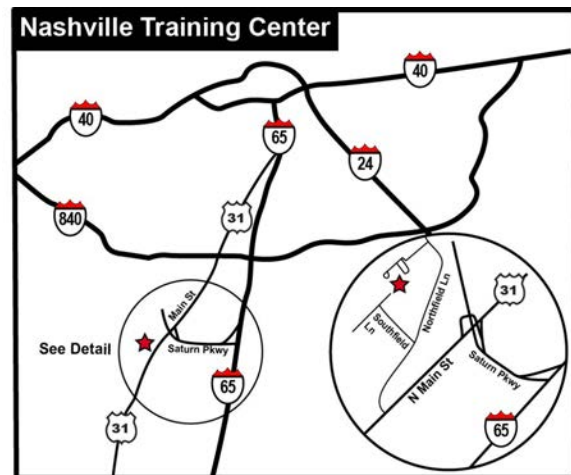 Nashville Training Center
40
40
65
24
31
840
Main St
See Detail
Saturn Pkwy
65
31
31
Northfield Ln
Southfield
Ln
N Main St
Saturn Pkwy
65